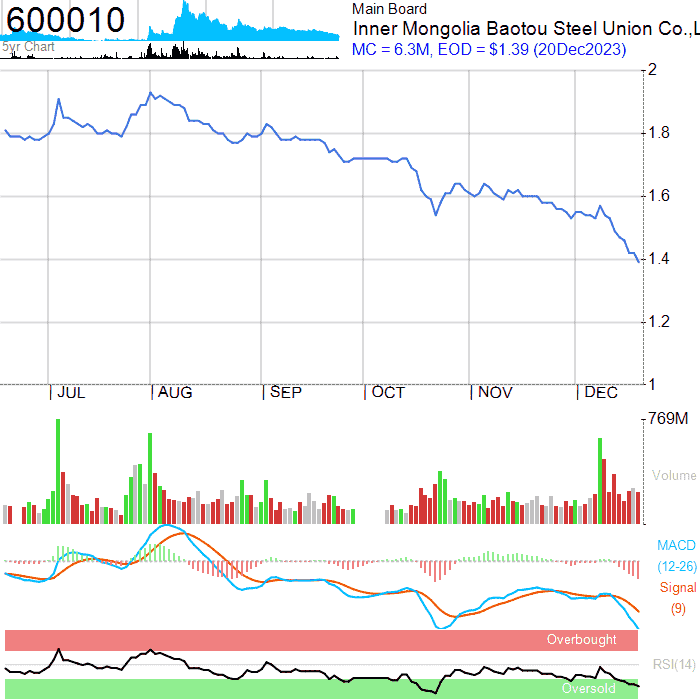 600010
5yr Chart
Main Board
Inner Mongolia Baotou Steel Union Co.,L
MC = 6.3M, EOD = $1.39 (20Dec2023)
2
1.8
1.6
1.4
1.2
1
JUL AUG SEP OCT NOV DEC
769M
Volume
MACD
(12-26)
Signal
(9)
Overbought
RSI(14)
Oversold